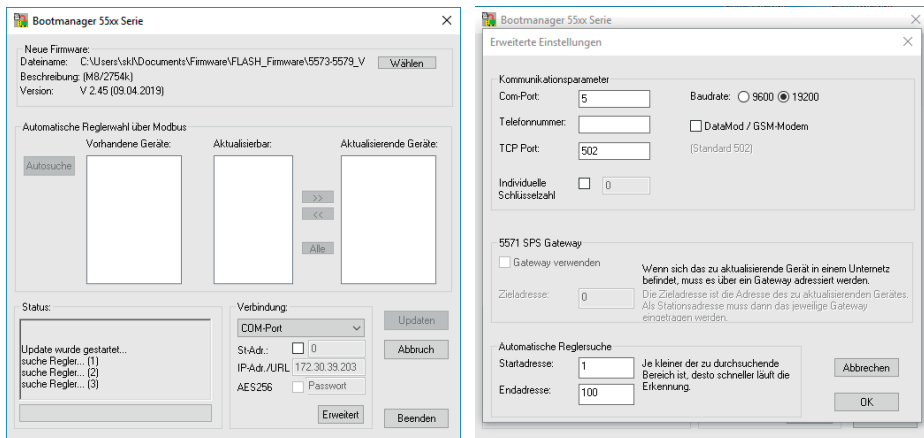 Bootmanager 55xx Serie
Neue Firmware:
Dateiname: C:\Users\skl\Documents\Firmware\FLASH_Firmware\5573-5579_V
Wählen
Beschreibung: (M8/2754k)
Version: V 2.45 (09.04.2019)
Automatische Reglerwahl über Modbus
Vorhandene Geräte: Aktualisierbar: Aktualisierende Geräte:
Autosuche
>>
<<
Alle
Status:
Update wurde gestartet...
suche Regler... (1)
suche Regler... (2)
suche Regler... (3)
Verbindung:
COM-Port
St-Adr.: 0
IP-Adr./URL 172.30.39.203
AES256 Passwort
Erweitert
Updaten
Abbruch
Beenden
Bootmanager 55xx Serie
Erweiterte Einstellungen
Kommunikationsparameter
Com-Port: 5 Baudrate: 9600 19200
Telefonnummer: DataMod / GSM-Modem
TCP Port: 502 (Standard 502)
Individuelle
Schlüsselzahl
0
5571 SPS Gateway
Gateway verwenden
Zieladresse: 0
Wenn sich das zu aktualisierende Gerät in einem Unternetz
befindet, muss es über ein Gateway adressiert werden.
Die Zieladresse ist die Adresse des zu aktualisierenden Gerätes.
Als Stationsadresse muss dann das jeweilige Gateway
eingetragen werden.
Automatische Reglersuche
Startadresse: 1
Endadresse: 100
Je kleiner der zu durchsuchende
Bereich ist, desto schneller läuft die
Erkennung.
Abbrechen
OK